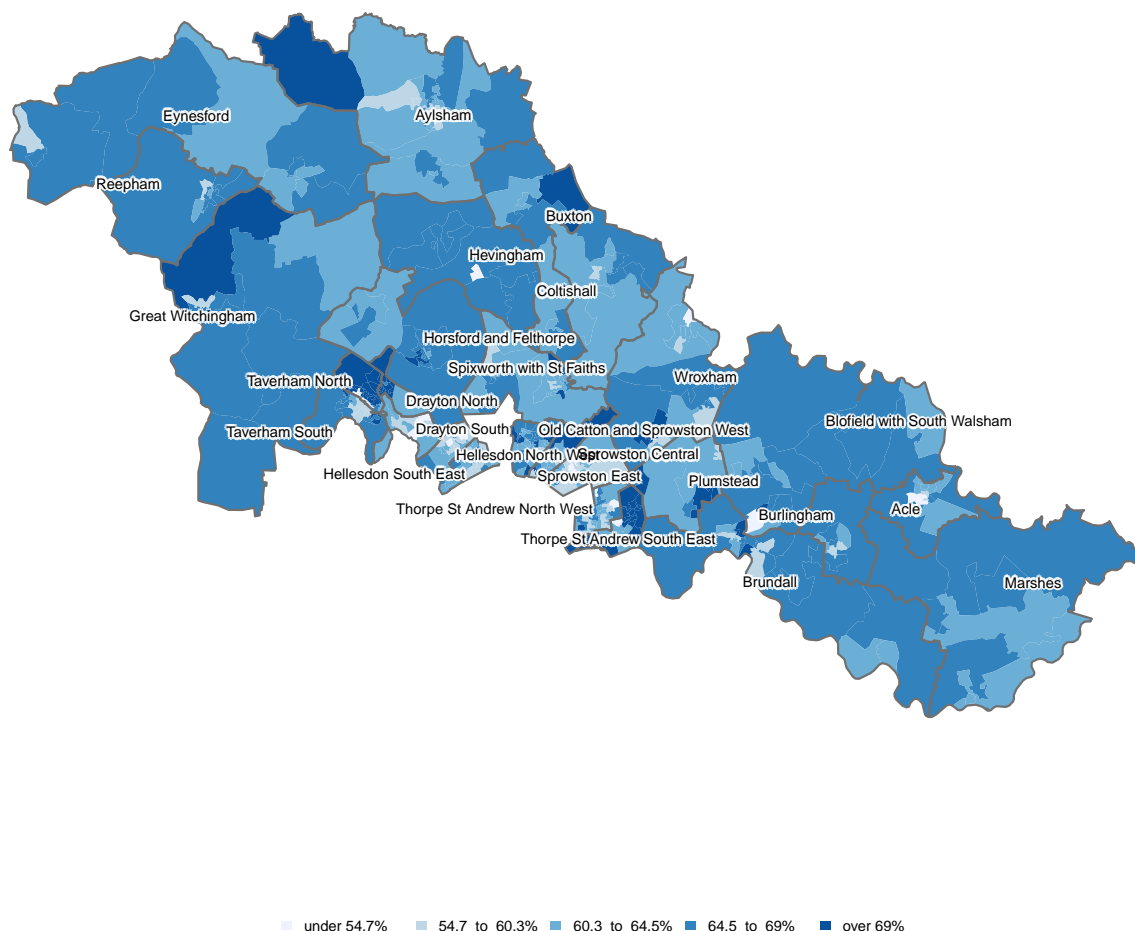 Eynesford
Aylsham
Reepham
Buxton
Hevingham
Coltishall
Great Witchingham
Horsford and Felthorpe
Spixworth with St Faiths
Wroxham
Taverham North
Drayton North
Blofield with South Walsham
Taverham South
Drayton South
Old Catton and Sprowston West
Hellesdon North West
Sprowston Central
Hellesdon South East
Sprowston East
Plumstead
Thorpe St Andrew North West
Acle
Burlingham
Thorpe St Andrew South East
Brundall
Marshes
under 54.7% 54.7 to 60.3% 60.3 to 64.5% 64.5 to 69% over 69%